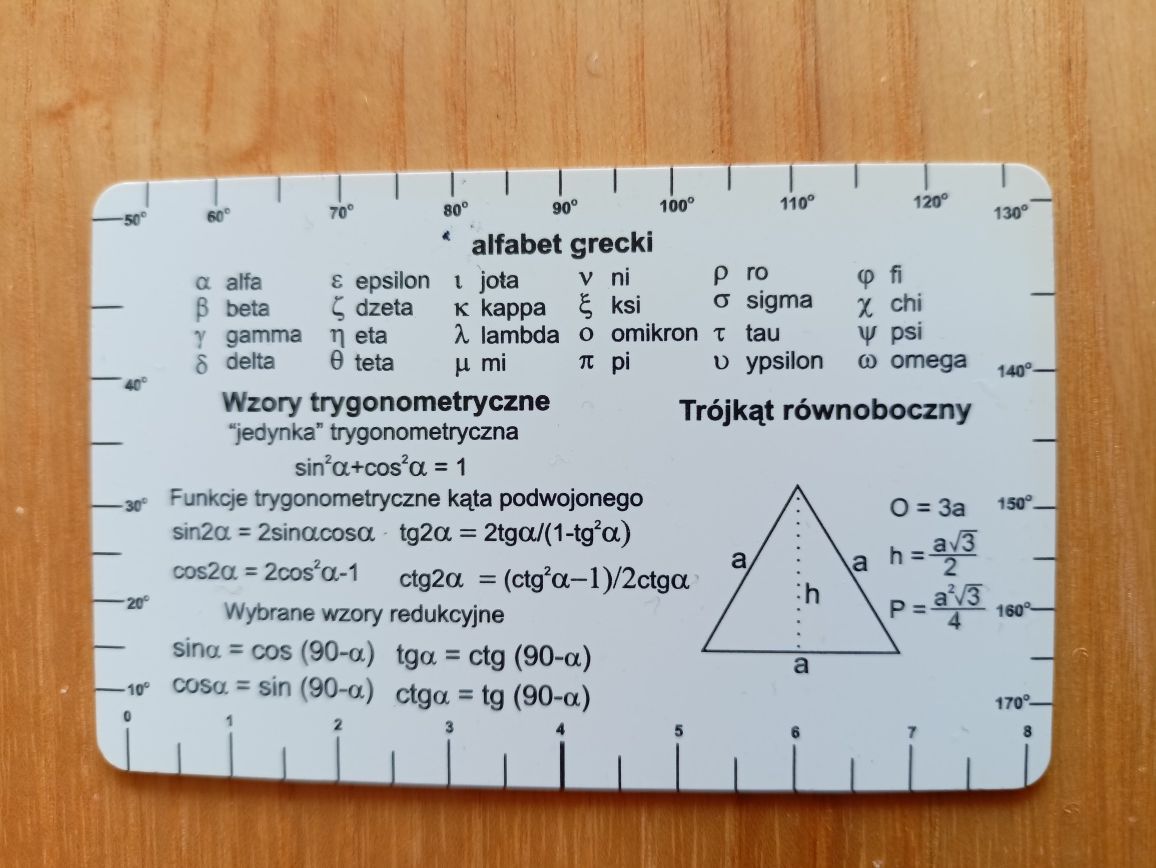 50° 60° 70° 80° 90° 100° 110° 120° 130°
alfabet grecki
α alfa ε epsilon ι jota ν ni ρ ro φ fi
β beta ζ dzeta κ kappa ξ ksi σ sigma χ chi
γ gamma η eta λ lambda ο omikron τ tau ψ psi
δ delta θ teta μ mi π pi υ ypsilon ω omega
40° 140°
Wzory trygonometryczne
"jedynka" trygonometryczna
sin²α+cos²α = 1
Funkcje trygonometryczne kąta podwojonego
sin2α = 2sinαcosα tg2α = 2tgα/(1-tg²α)
cos2α = 2cos²α-1 ctg2α = (ctg²α−1)/2ctgα
Wybrane wzory redukcyjne
sinα = cos (90-α) tgα = ctg (90-α)
cosα = sin (90-α) ctgα = tg (90-α)
Trójkąt równoboczny
a a
h
a
O = 3a
h = a√3/2
P = a²√3/4
30° 150°
20° 160°
10° 170°
0 1 2 3 4 5 6 7 8